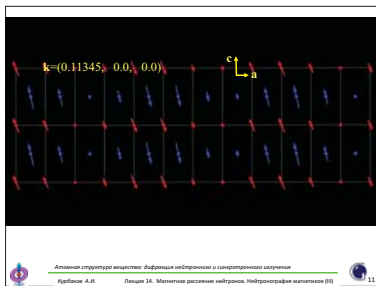 k=(0.11345, 0.0, 0.0)
c
a
Атомная структура вещества: дифракция нейтронного и синхротронного излучения
Курбаков А.И. Лекция 14. Магнитное рассеяние нейтронов. Нейтронография магнетиков (III) 11